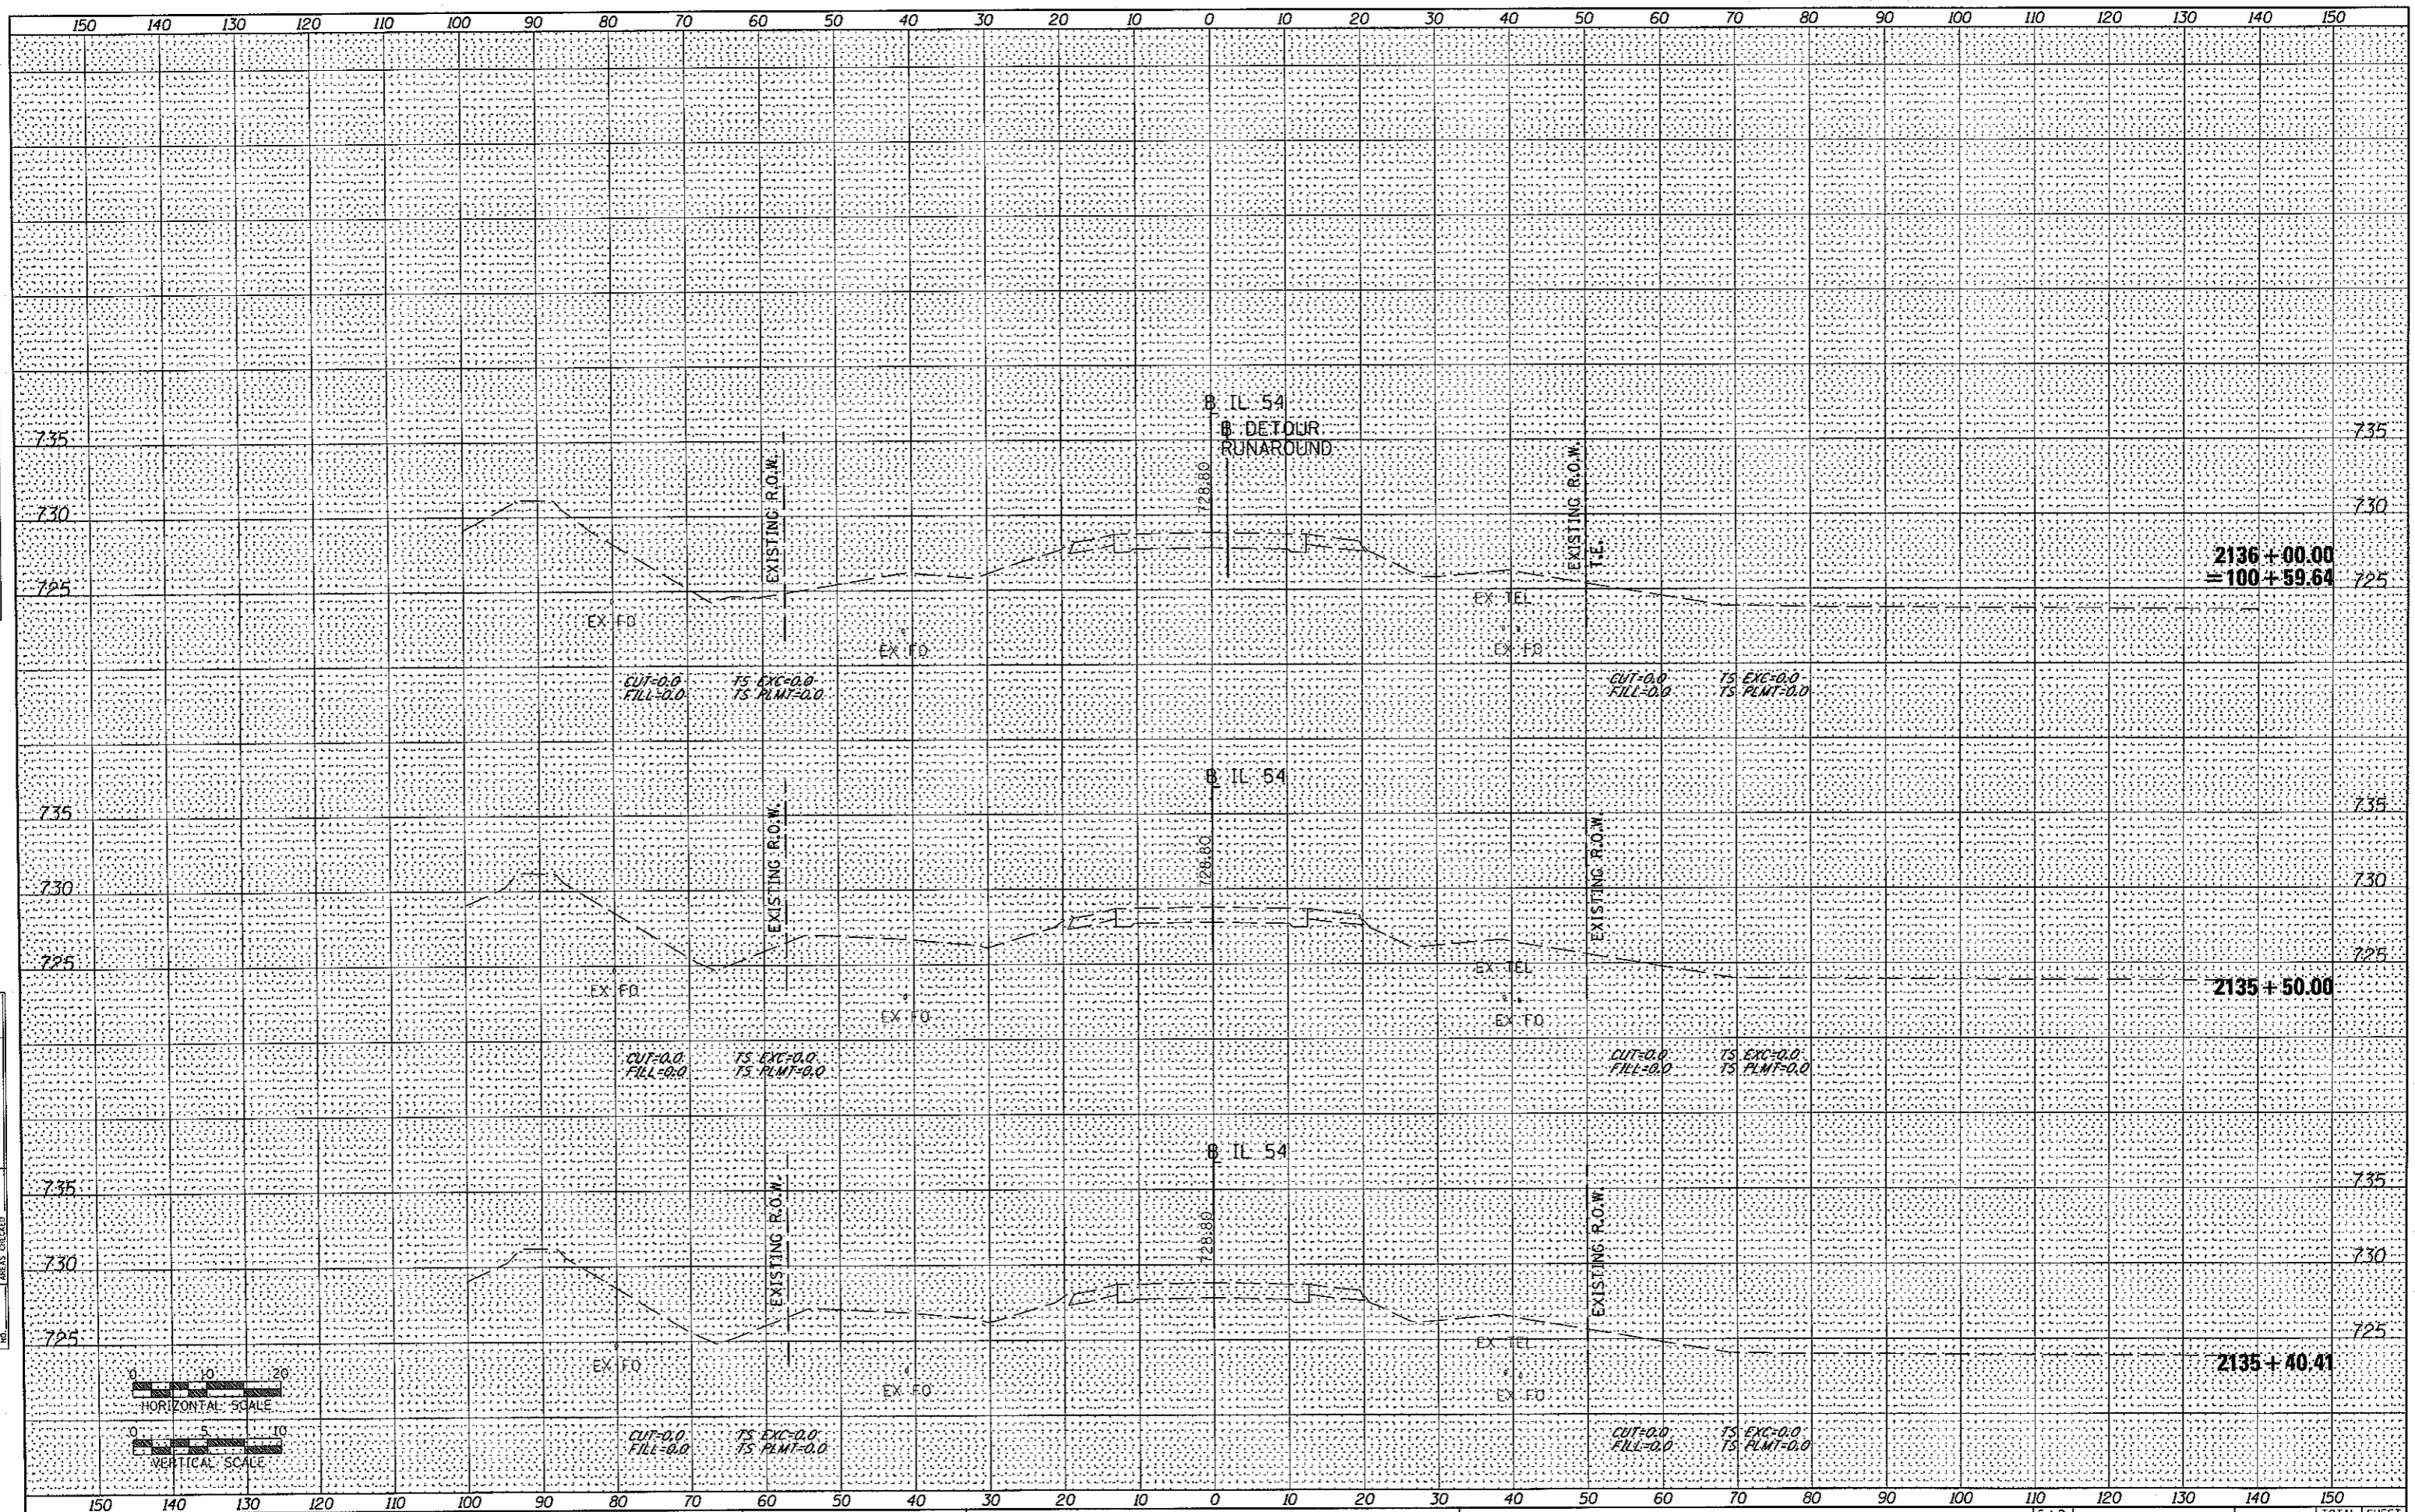 150 140 130 120 110 100 90 80 70 60 50 40 30 20 10 0 10 20 30 40 50 60 70 80 90 100 110 120 130 140 150
B IL 54
B DETOUR
RUNAROUND
735 735
EXISTING R.O.W.
728.80
EXISTING R.O.W.
T.E.
730 730
2136+00.00
=100+59.64
725 725
EX TEL
EX FO
EX FO
EX FO
CUT=0.0 TS EXC=0.0
FILL=0.0 TS PLMT=0.0
CUT=0.0 TS EXC=0.0
FILL=0.0 TS PLMT=0.0
B IL 54
735 735
EXISTING R.O.W.
728.80
EXISTING R.O.W.
730 730
725 725
EX TEL
2135+50.00
EX FO
EX FO
EX FO
CUT=0.0 TS EXC=0.0
FILL=0.0 TS PLMT=0.0
CUT=0.0 TS EXC=0.0
FILL=0.0 TS PLMT=0.0
B IL 54
735 735
EXISTING R.O.W.
728.80
EXISTING R.O.W.
730 730
725 725
EX TEL
2135+40.41
EX FO
EX FO
EX FO
0 10 20
HORIZONTAL SCALE
0 5 10
VERTICAL SCALE
CUT=0.0 TS EXC=0.0
FILL=0.0 TS PLMT=0.0
CUT=0.0 TS EXC=0.0
FILL=0.0 TS PLMT=0.0
150 140 130 120 110 100 90 80 70 60 50 40 30 20 10 0 10 20 30 40 50 60 70 80 90 100 110 120 130 140 150
AREAS CHECKED
NO.
TOTAL SHEET